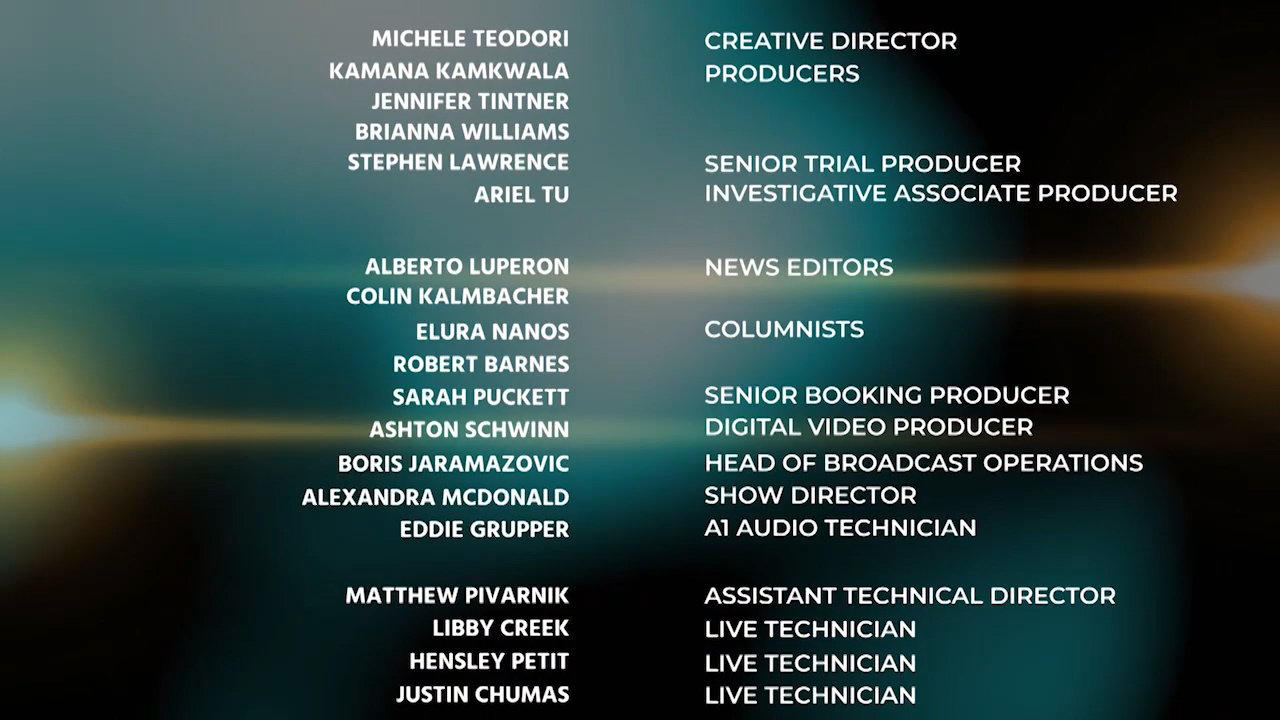 MICHELE TEODORI CREATIVE DIRECTOR
KAMANA KAMKWALA PRODUCERS
JENNIFER TINTNER
BRIANNA WILLIAMS
STEPHEN LAWRENCE SENIOR TRIAL PRODUCER
ARIEL TU INVESTIGATIVE ASSOCIATE PRODUCER
ALBERTO LUPERON NEWS EDITORS
COLIN KALMBACHER
ELURA NANOS COLUMNISTS
ROBERT BARNES
SARAH PUCKETT SENIOR BOOKING PRODUCER
ASHTON SCHWINN DIGITAL VIDEO PRODUCER
BORIS JARAMAZOVIC HEAD OF BROADCAST OPERATIONS
ALEXANDRA MCDONALD SHOW DIRECTOR
EDDIE GRUPPER A1 AUDIO TECHNICIAN
MATTHEW PIVARNIK ASSISTANT TECHNICAL DIRECTOR
LIBBY CREEK LIVE TECHNICIAN
HENSLEY PETIT LIVE TECHNICIAN
JUSTIN CHUMAS LIVE TECHNICIAN